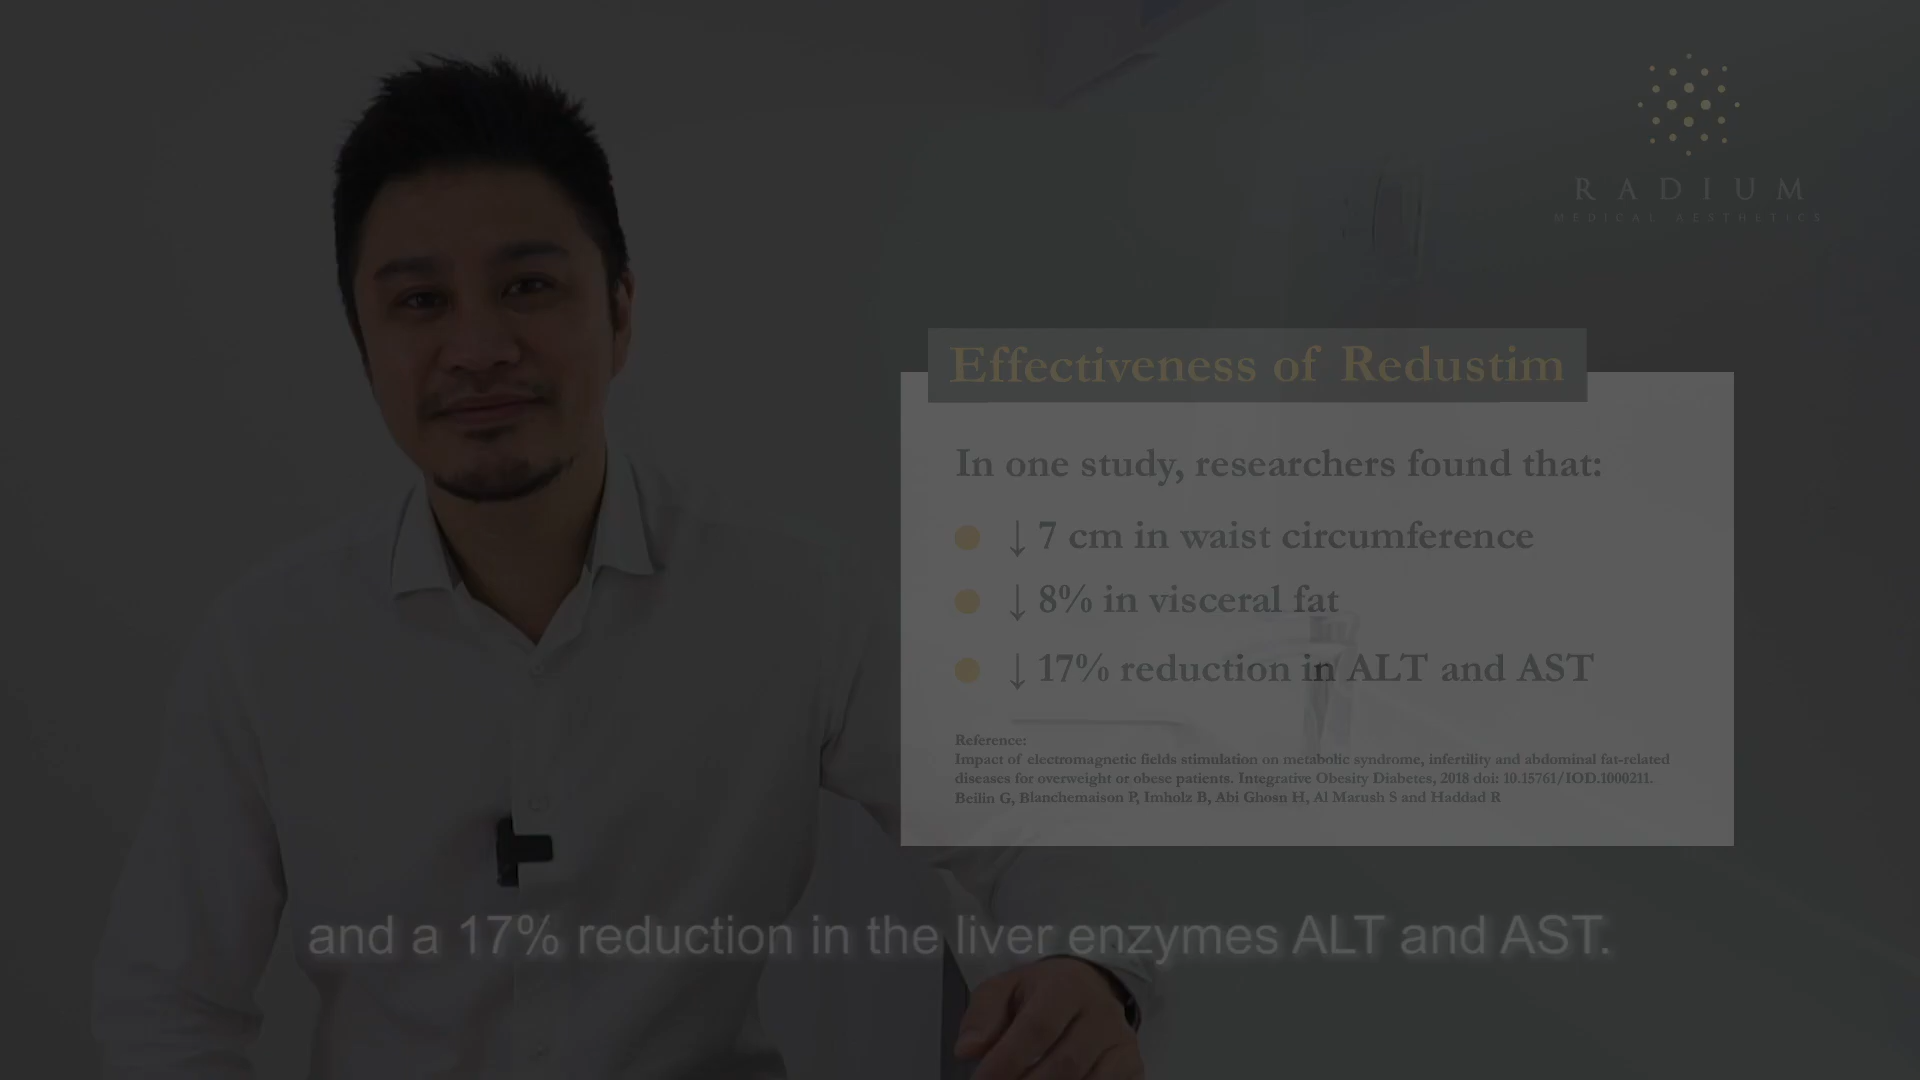 RADIUM
MEDICAL AESTHETICS
Effectiveness of Redustim
In one study, researchers found that:
↓ 7 cm in waist circumference
↓ 8% in visceral fat
↓ 17% reduction in ALT and AST
Reference:
Impact of electromagnetic fields stimulation on metabolic syndrome, infertility and abdominal fat-related
diseases for overweight or obese patients. Integrative Obesity Diabetes, 2018 doi: 10.15761/IOD.1000211.
Beilin G, Blanchemaison P, Imholz B, Abi Ghosn H, Al Marush S and Haddad R
and a 17% reduction in the liver enzymes ALT and AST.